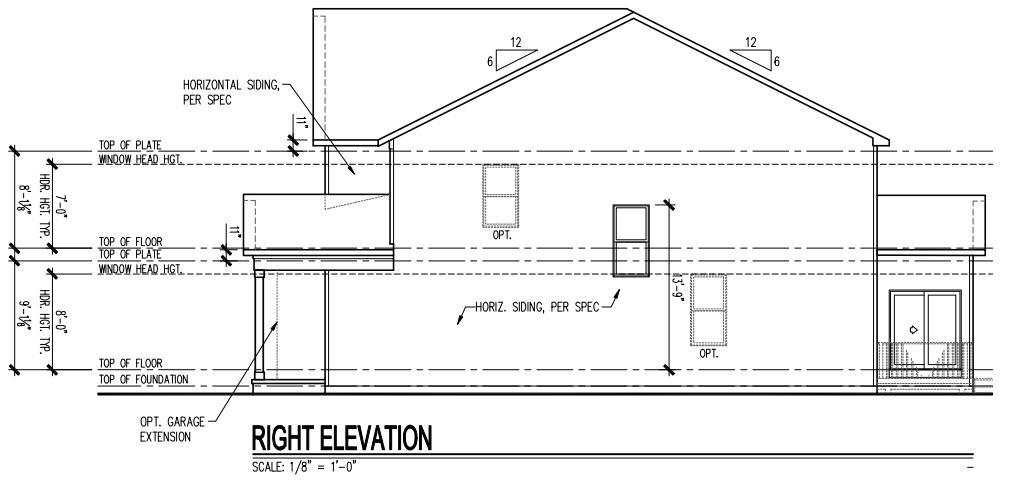 12
6
12
6
HORIZONTAL SIDING,
PER SPEC
11"
TOP OF PLATE
WINDOW HEAD HGT.
8'-1⅛"
7'-0"
HDR. HGT. TYP.
OPT.
11"
TOP OF FLOOR
TOP OF PLATE
WINDOW HEAD HGT.
13'-9"
HORIZ. SIDING, PER SPEC
9'-1⅛"
8'-0"
HDR. HGT. TYP.
OPT.
TOP OF FLOOR
TOP OF FOUNDATION
OPT. GARAGE
EXTENSION
RIGHT ELEVATION
SCALE: 1/8" = 1'-0"